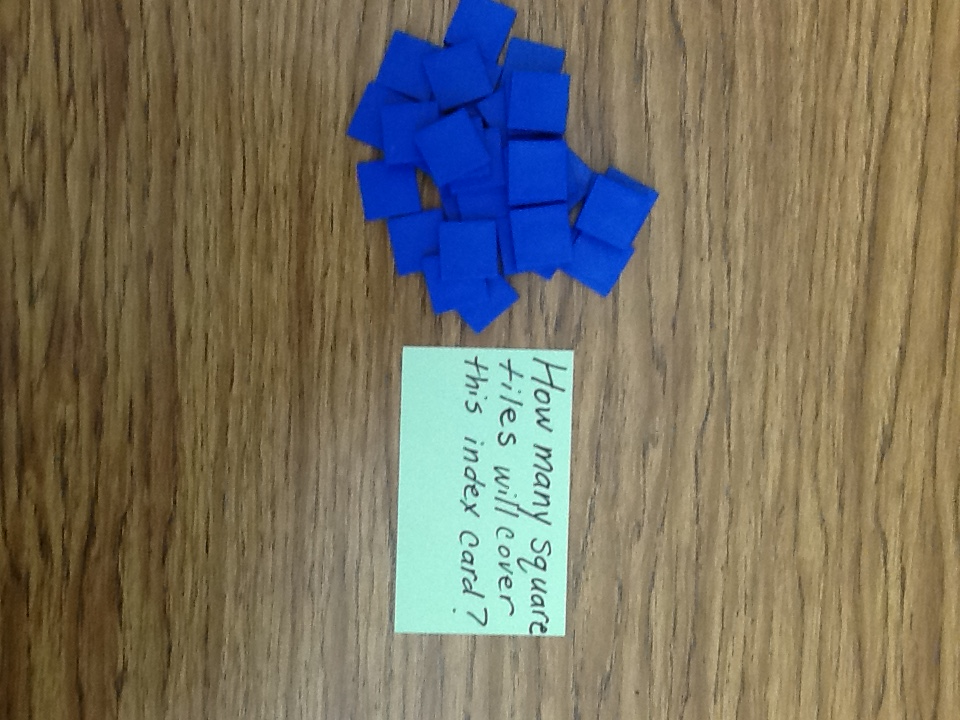 How many square
tiles will cover
this index card?